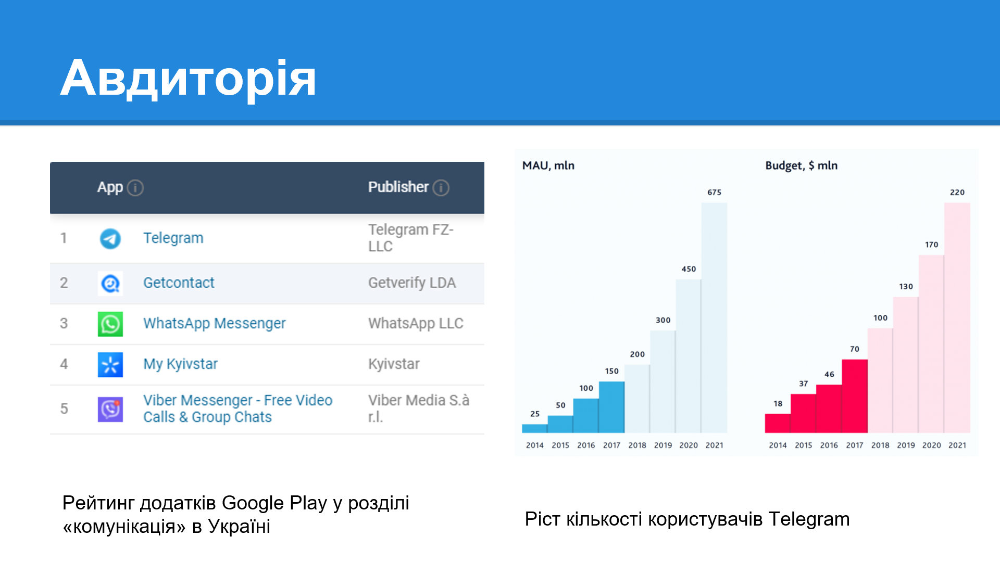 Авдиторія
App Publisher
1 Telegram Telegram FZ-
LLC
2 Getcontact Getverify LDA
3 WhatsApp Messenger WhatsApp LLC
4 My Kyivstar Kyivstar
5 Viber Messenger - Free Video
Calls & Group Chats
Viber Media S.à
r.l.
Рейтинг додатків Google Play у розділі
«комунікація» в Україні
MAU, mln
25 50 100 150 200 300 450 675
2014 2015 2016 2017 2018 2019 2020 2021
Budget, $ mln
18 37 46 70 100 130 170 220
2014 2015 2016 2017 2018 2019 2020 2021
Ріст кількості користувачів Telegram